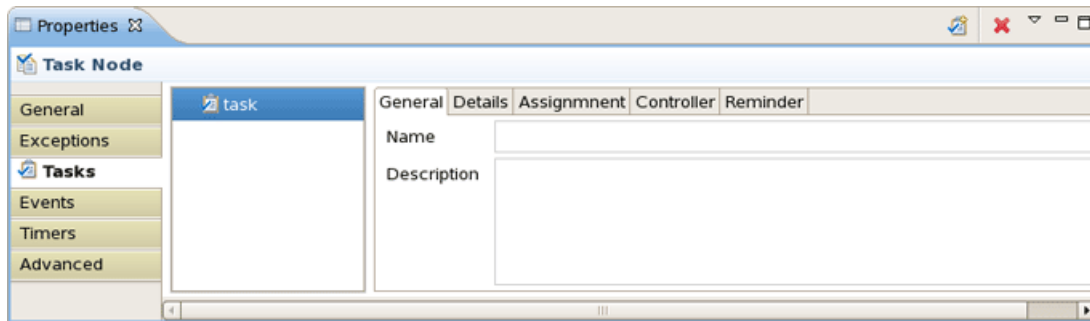 Properties
Task Node
General
Exceptions
Tasks
Events
Timers
Advanced
task
General Details Assignmnent Controller Reminder
Name
Description